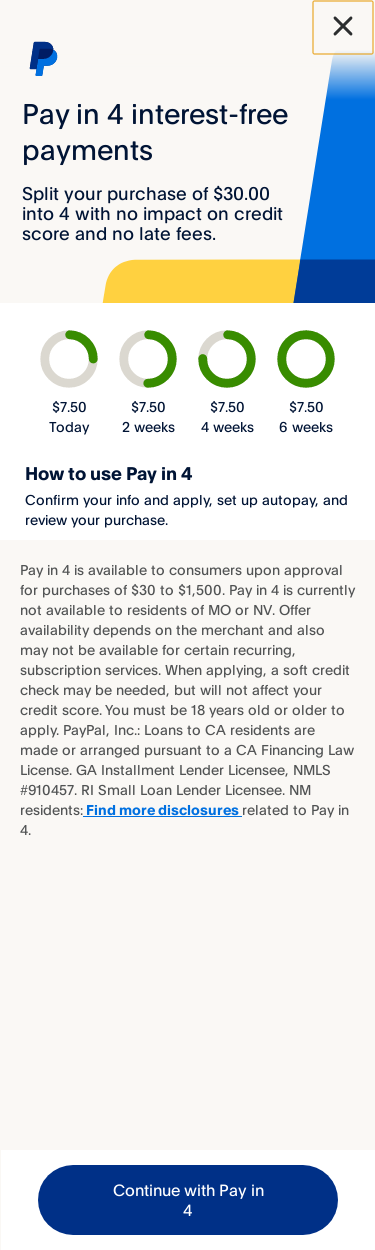 Pay in 4 interest-free
payments
Split your purchase of $30.00
into 4 with no impact on credit
score and no late fees.
$7.50 $7.50 $7.50 $7.50
Today 2 weeks 4 weeks 6 weeks
How to use Pay in 4
Confirm your info and apply, set up autopay, and
review your purchase.
Pay in 4 is available to consumers upon approval
for purchases of $30 to $1,500. Pay in 4 is currently
not available to residents of MO or NV. Offer
availability depends on the merchant and also
may not be available for certain recurring,
subscription services. When applying, a soft credit
check may be needed, but will not affect your
credit score. You must be 18 years old or older to
apply. PayPal, Inc.: Loans to CA residents are
made or arranged pursuant to a CA Financing Law
License. GA Installment Lender Licensee, NMLS
#910457. RI Small Loan Lender Licensee. NM
residents: Find more disclosures related to Pay in
4.
Continue with Pay in
4